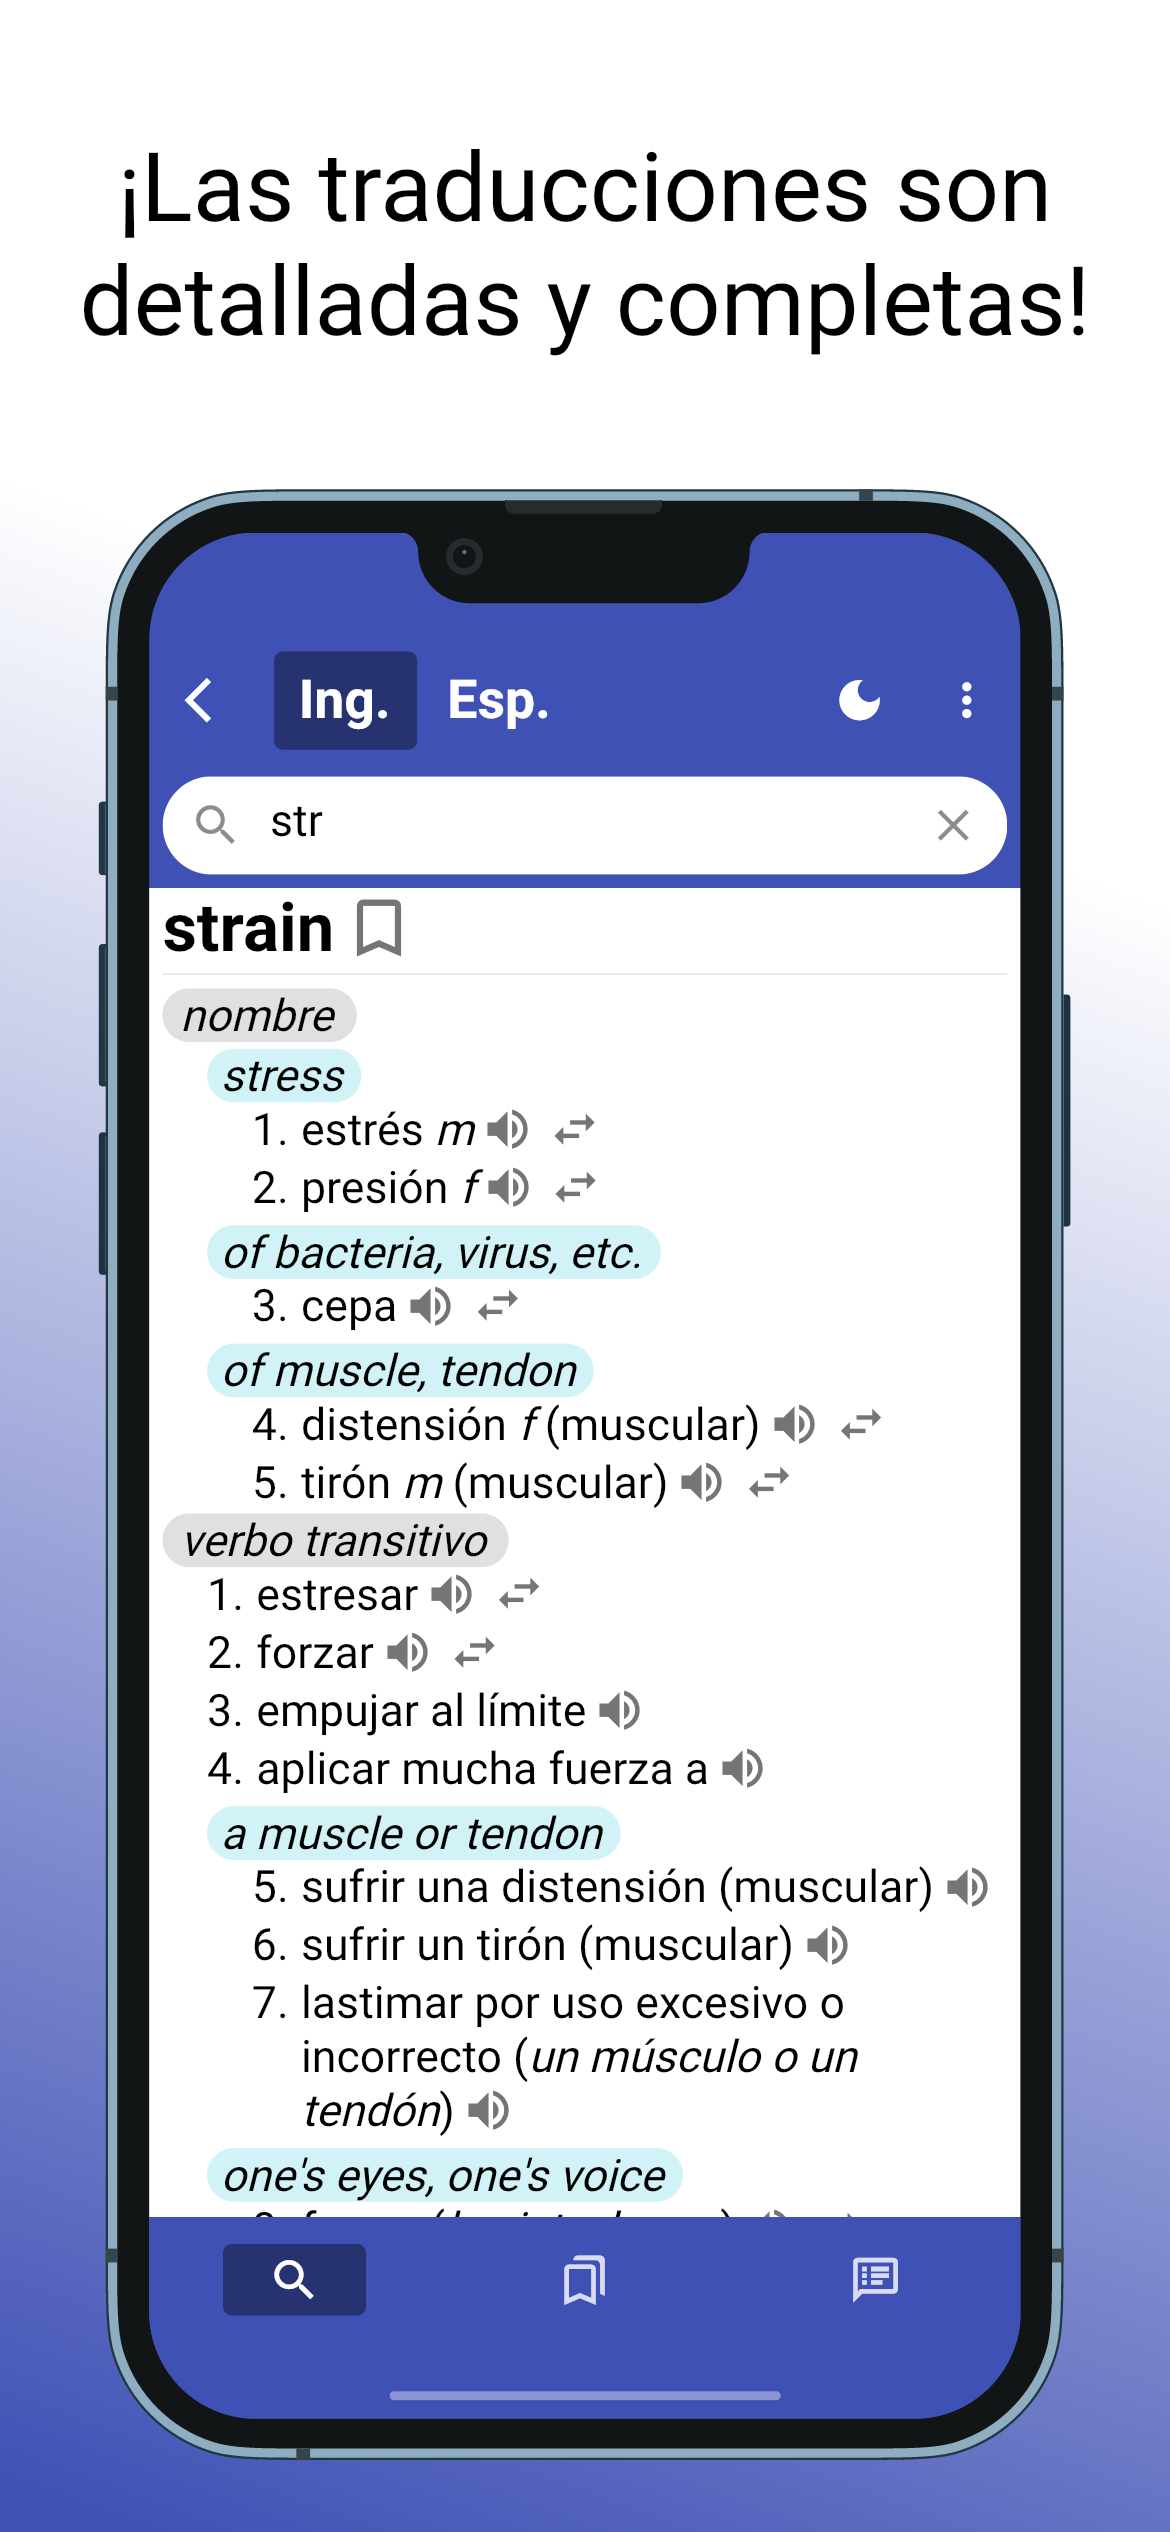 ¡Las traducciones son
detalladas y completas!
Ing. Esp.
str
strain
nombre
stress
1. estrés m
2. presión f
of bacteria, virus, etc.
3. cepa
of muscle, tendon
4. distensión f (muscular)
5. tirón m (muscular)
verbo transitivo
1. estresar
2. forzar
3. empujar al límite
4. aplicar mucha fuerza a
a muscle or tendon
5. sufrir una distensión (muscular)
6. sufrir un tirón (muscular)
7. lastimar por uso excesivo o
incorrecto (un músculo o un
tendón)
one's eyes, one's voice